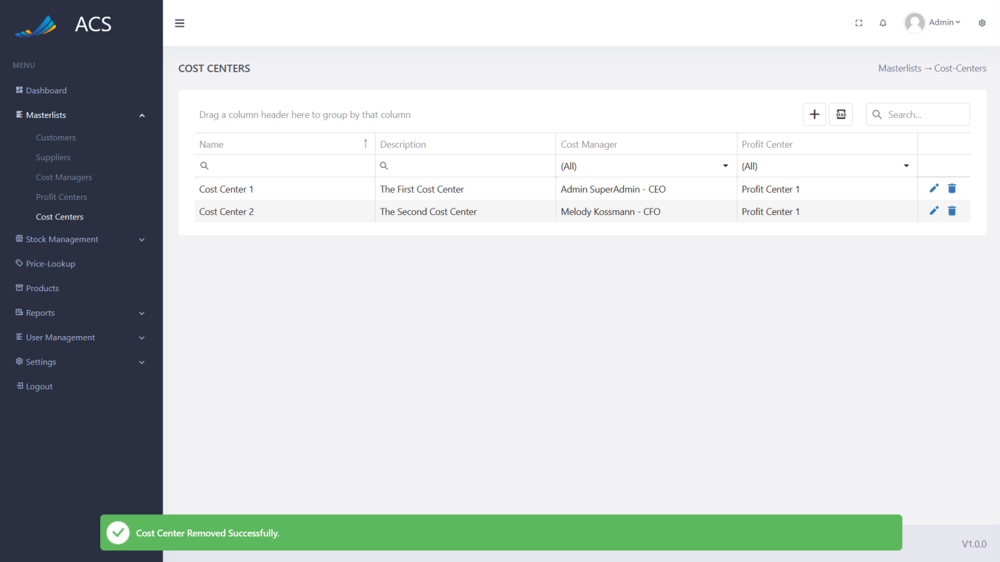 ACS
Admin
MENU
Dashboard
Masterlists
Customers
Suppliers
Cost Managers
Profit Centers
Cost Centers
Stock Management
Price-Lookup
Products
Reports
User Management
Settings
Logout
COST CENTERS
Masterlists → Cost-Centers
Drag a column header here to group by that column
Search...
Name ↑ Description Cost Manager Profit Center
(All) (All)
Cost Center 1 The First Cost Center Admin SuperAdmin - CEO Profit Center 1
Cost Center 2 The Second Cost Center Melody Kossmann - CFO Profit Center 1
Cost Center Removed Successfully.
V1.0.0